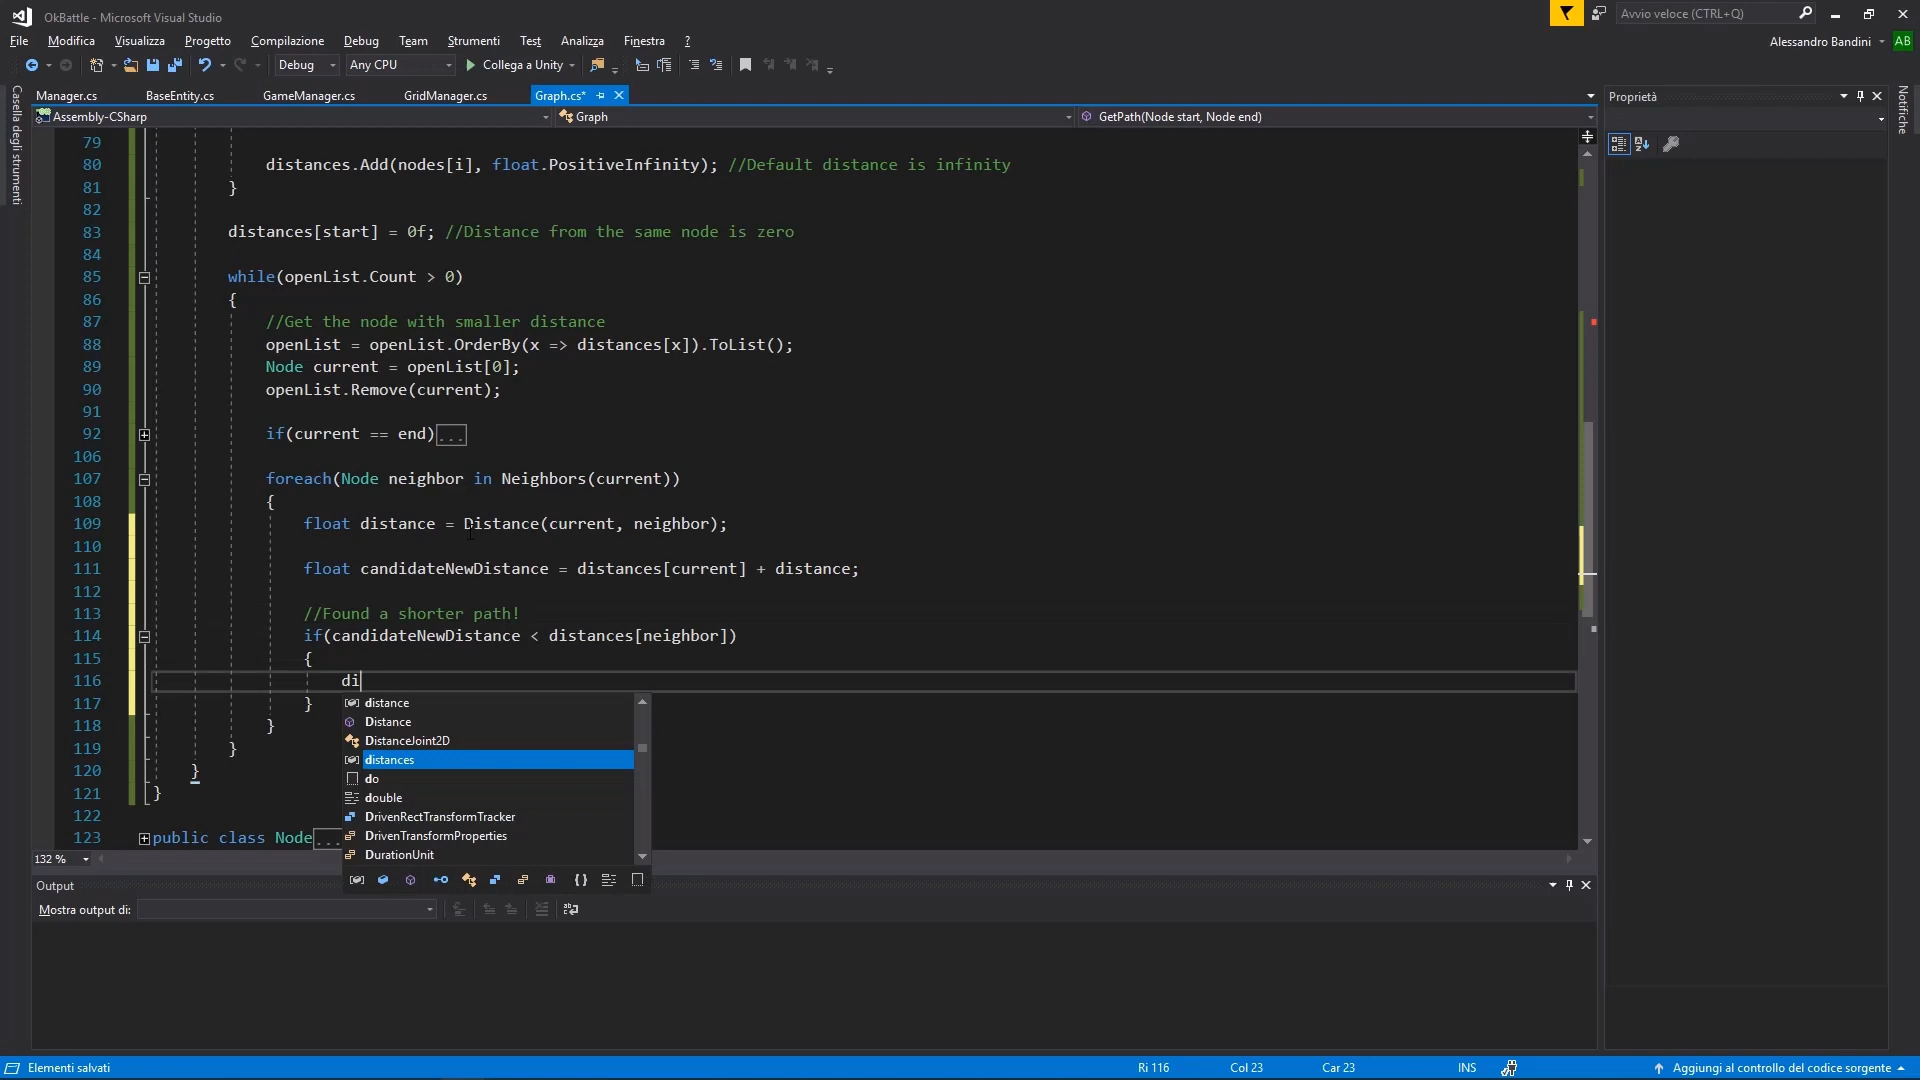 OkBattle - Microsoft Visual Studio
Avvio veloce (CTRL+Q)
File Modifica Visualizza Progetto Compilazione Debug Team Strumenti Test Analizza Finestra ?
Alessandro Bandini AB
Debug Any CPU Collega a Unity
Casella degli strumenti
Manager.cs BaseEntity.cs GameManager.cs GridManager.cs Graph.cs*
Assembly-CSharp Graph GetPath(Node start, Node end)
Proprietà
Notifiche
79
80 distances.Add(nodes[i], float.PositiveInfinity); //Default distance is infinity
81 }
82
83 distances[start] = 0f; //Distance from the same node is zero
84
85 while(openList.Count > 0)
86 {
87 //Get the node with smaller distance
88 openList = openList.OrderBy(x => distances[x]).ToList();
89 Node current = openList[0];
90 openList.Remove(current);
91
92 if(current == end)...
106
107 foreach(Node neighbor in Neighbors(current))
108 {
109 float distance = Distance(current, neighbor);
110
111 float candidateNewDistance = distances[current] + distance;
112
113 //Found a shorter path!
114 if(candidateNewDistance < distances[neighbor])
115 {
116 di
117 }
118 }
119 }
120 }
121 }
122
123 public class Node...
distance
Distance
DistanceJoint2D
distances
do
double
DrivenRectTransformTracker
DrivenTransformProperties
DurationUnit
132 %
Output
Mostra output di:
Elementi salvati Ri 116 Col 23 Car 23 INS Aggiungi al controllo del codice sorgente